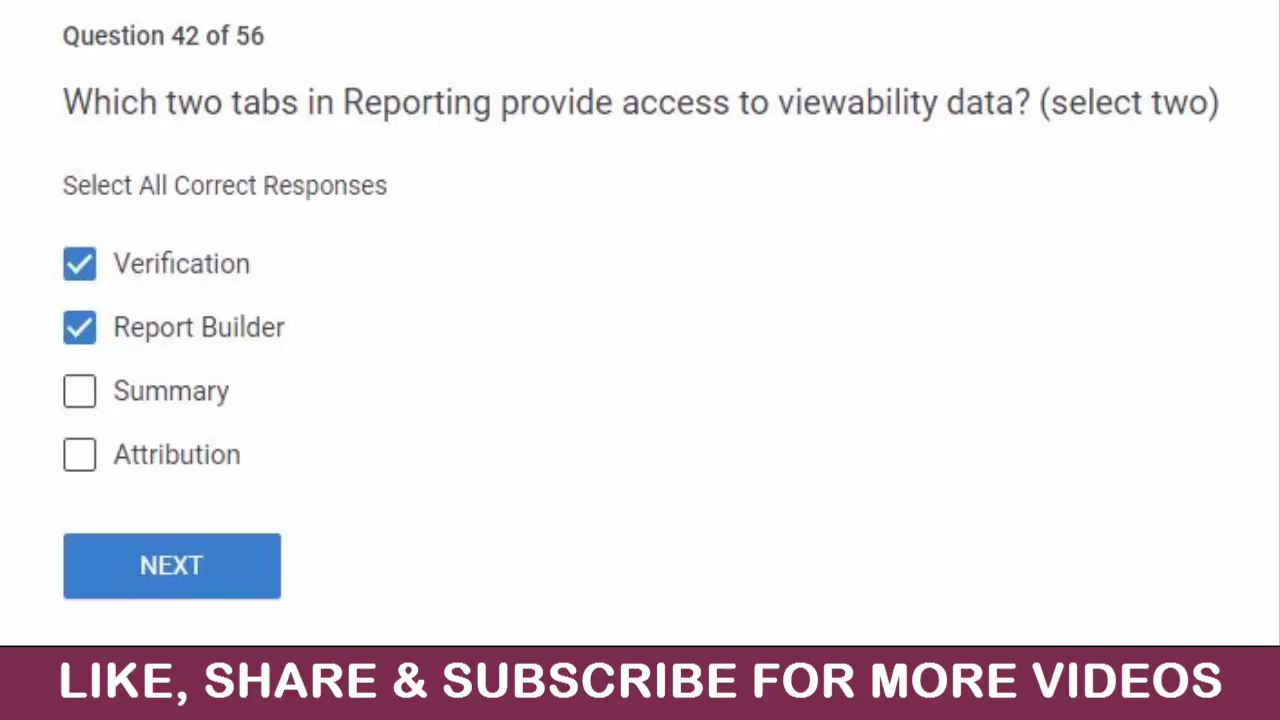 Question 42 of 56
Which two tabs in Reporting provide access to viewability data? (select two)
Select All Correct Responses
Verification
Report Builder
Summary
Attribution
NEXT
LIKE, SHARE & SUBSCRIBE FOR MORE VIDEOS